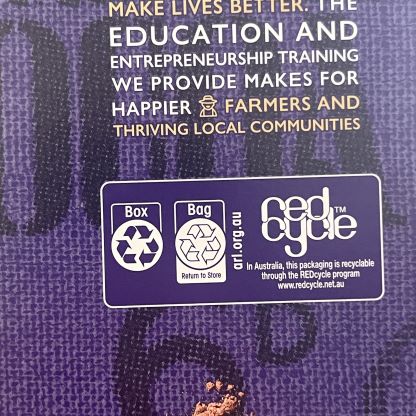 MAKE LIVES BETTER. THE
EDUCATION AND
ENTREPRENEURSHIP TRAINING
WE PROVIDE MAKES FOR
HAPPIER FARMERS AND
THRIVING LOCAL COMMUNITIES
Box
Bag
Return to Store
arl.org.au
red
cycle™
In Australia, this packaging is recyclable
through the REDcycle program
www.redcycle.net.au